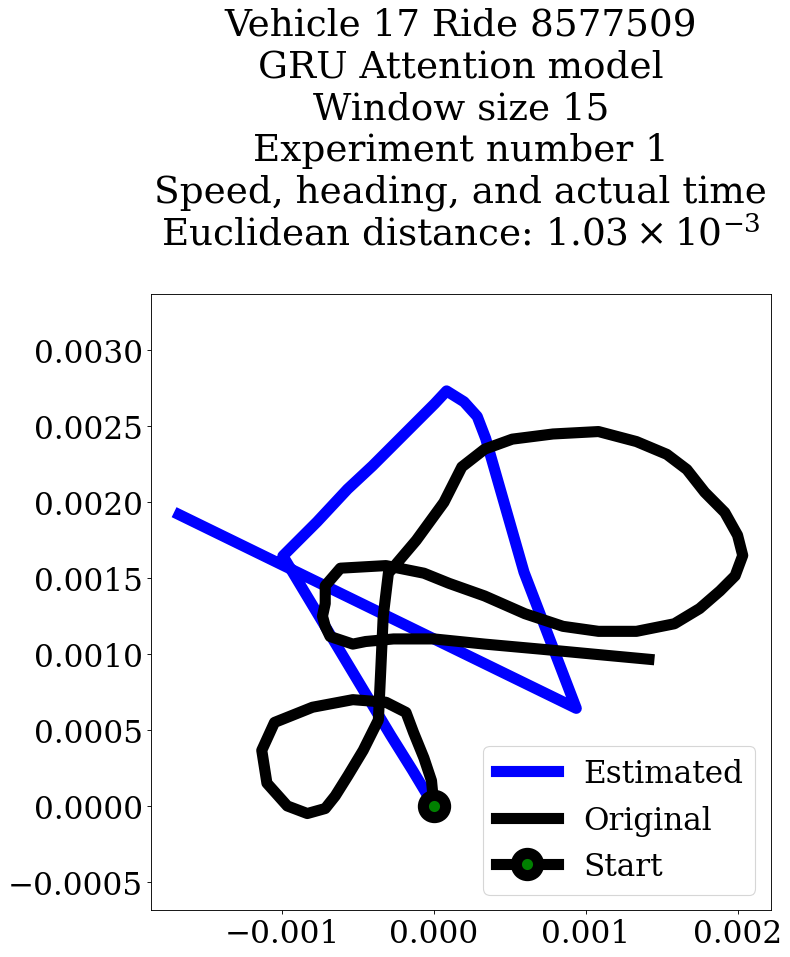 Vehicle 17 Ride 8577509
GRU Attention model
Window size 15
Experiment number 1
Speed, heading, and actual time
Euclidean distance: 1.03 × 10⁻³
0.0030
0.0025
0.0020
0.0015
0.0010
0.0005
0.0000
−0.0005
Estimated
Original
Start
−0.001
0.000
0.001
0.002